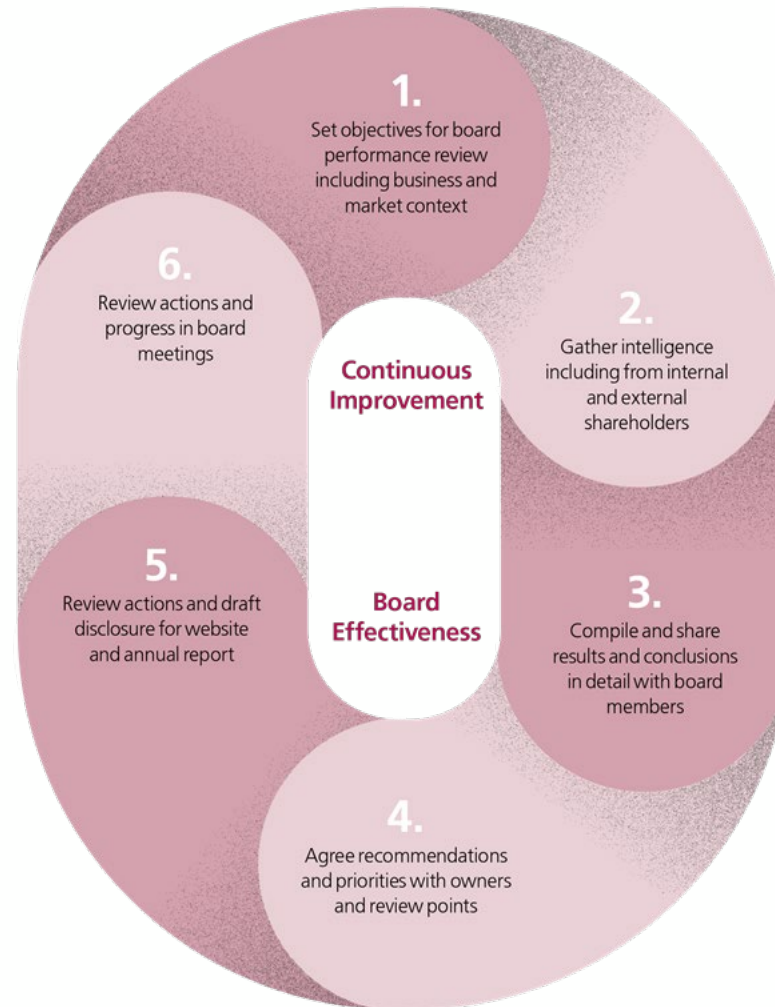 1.
Set objectives for board
performance review
including business and
market context
2.
Gather intelligence
including from internal
and external
shareholders
3.
Compile and share
results and conclusions
in detail with board
members
4.
Agree recommendations
and priorities with owners
and review points
5.
Review actions and draft
disclosure for website
and annual report
6.
Review actions and
progress in board
meetings
Continuous
Improvement
Board
Effectiveness